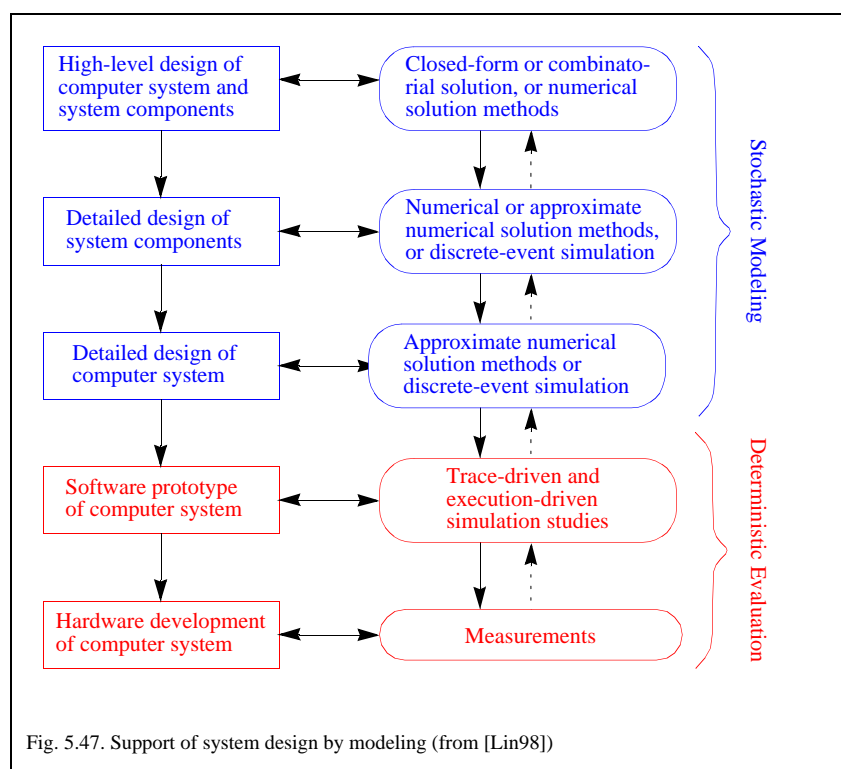 High-level design of
computer system and
system components
Closed-form or combinato-
rial solution, or numerical
solution methods
Detailed design of
system components
Numerical or approximate
numerical solution methods,
or discrete-event simulation
Detailed design of
computer system
Approximate numerical
solution methods or
discrete-event simulation
Stochastic Modeling
Software prototype
of computer system
Trace-driven and
execution-driven
simulation studies
Hardware development
of computer system
Measurements
Deterministic Evaluation
Fig. 5.47. Support of system design by modeling (from [Lin98])